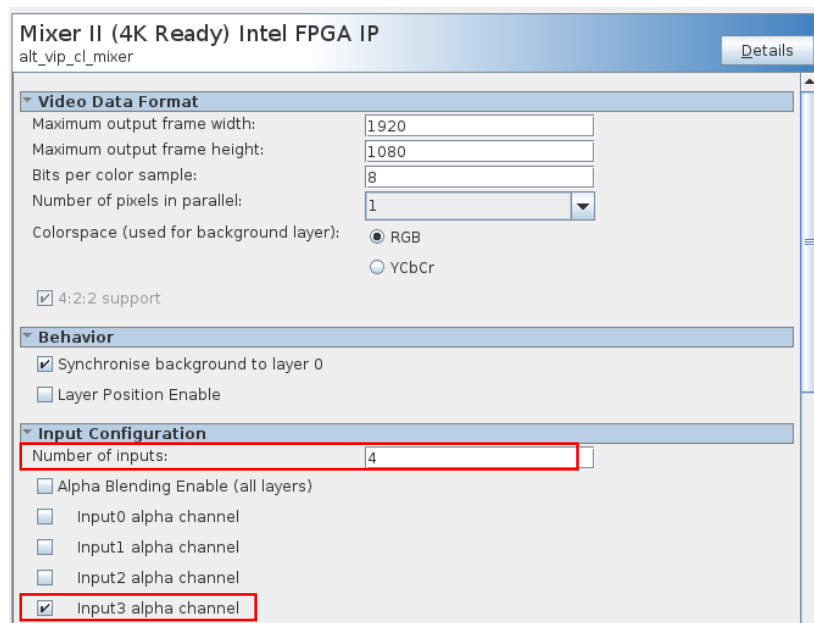 Mixer II (4K Ready) Intel FPGA IP
alt_vip_cl_mixer
Details
Video Data Format
Maximum output frame width: 1920
Maximum output frame height: 1080
Bits per color sample: 8
Number of pixels in parallel: 1
Colorspace (used for background layer): RGB
YCbCr
4:2:2 support
Behavior
Synchronise background to layer 0
Layer Position Enable
Input Configuration
Number of inputs: 4
Alpha Blending Enable (all layers)
Input0 alpha channel
Input1 alpha channel
Input2 alpha channel
Input3 alpha channel